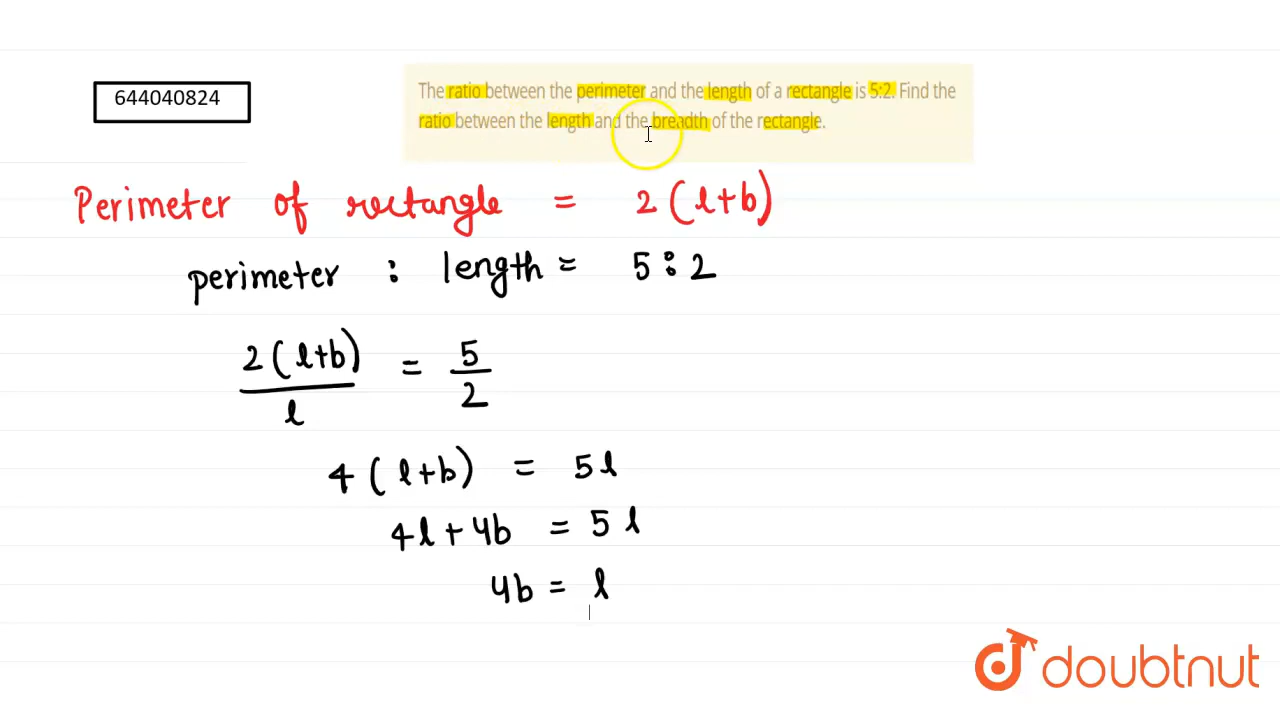 644040824
The ratio between the perimeter and the length of a rectangle is 5:2. Find the
ratio between the length and the breadth of the rectangle.
Perimeter of rectangle = 2(l+b)
perimeter : length = 5:2
2(l+b)/l = 5/2
4(l+b) = 5l
4l+4b = 5l
4b = l
doubtnut